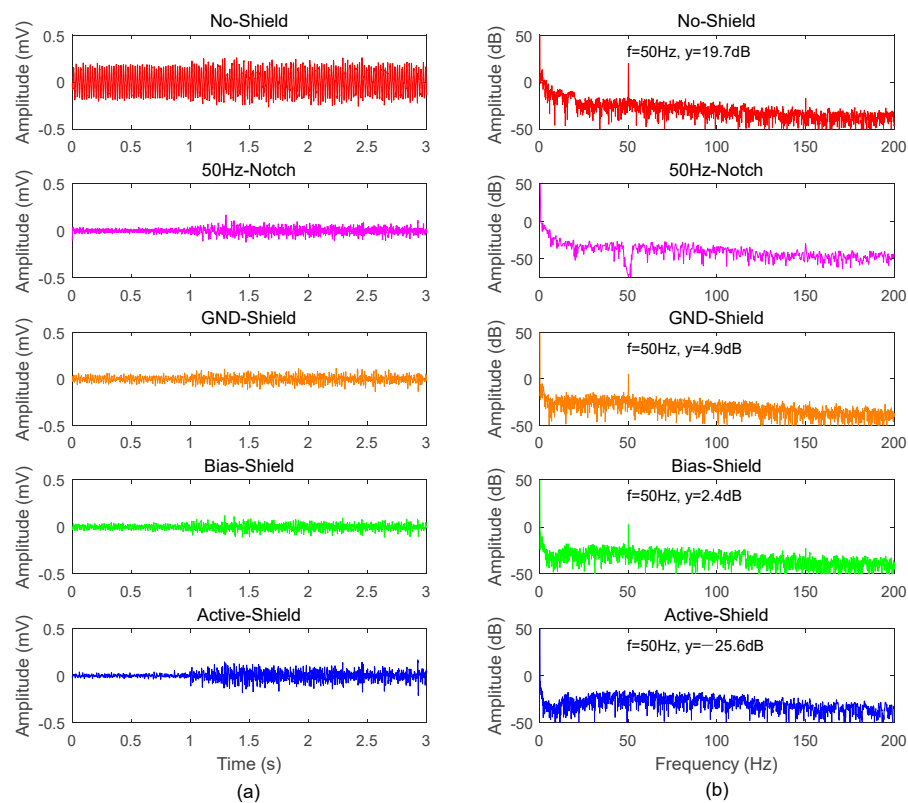 No-Shield
Amplitude (mV)
0.5
0
-0.5
0 0.5 1 1.5 2 2.5 3
50Hz-Notch
Amplitude (mV)
0.5
0
-0.5
0 0.5 1 1.5 2 2.5 3
GND-Shield
Amplitude (mV)
0.5
0
-0.5
0 0.5 1 1.5 2 2.5 3
Bias-Shield
Amplitude (mV)
0.5
0
-0.5
0 0.5 1 1.5 2 2.5 3
Active-Shield
Amplitude (mV)
0.5
0
-0.5
0 0.5 1 1.5 2 2.5 3
Time (s)
(a)
No-Shield
Amplitude (dB)
50
0
-50
f=50Hz, y=19.7dB
0 50 100 150 200
50Hz-Notch
Amplitude (dB)
50
0
-50
0 50 100 150 200
GND-Shield
Amplitude (dB)
50
0
-50
f=50Hz, y=4.9dB
0 50 100 150 200
Bias-Shield
Amplitude (dB)
50
0
-50
f=50Hz, y=2.4dB
0 50 100 150 200
Active-Shield
Amplitude (dB)
50
0
-50
f=50Hz, y=−25.6dB
0 50 100 150 200
Frequency (Hz)
(b)